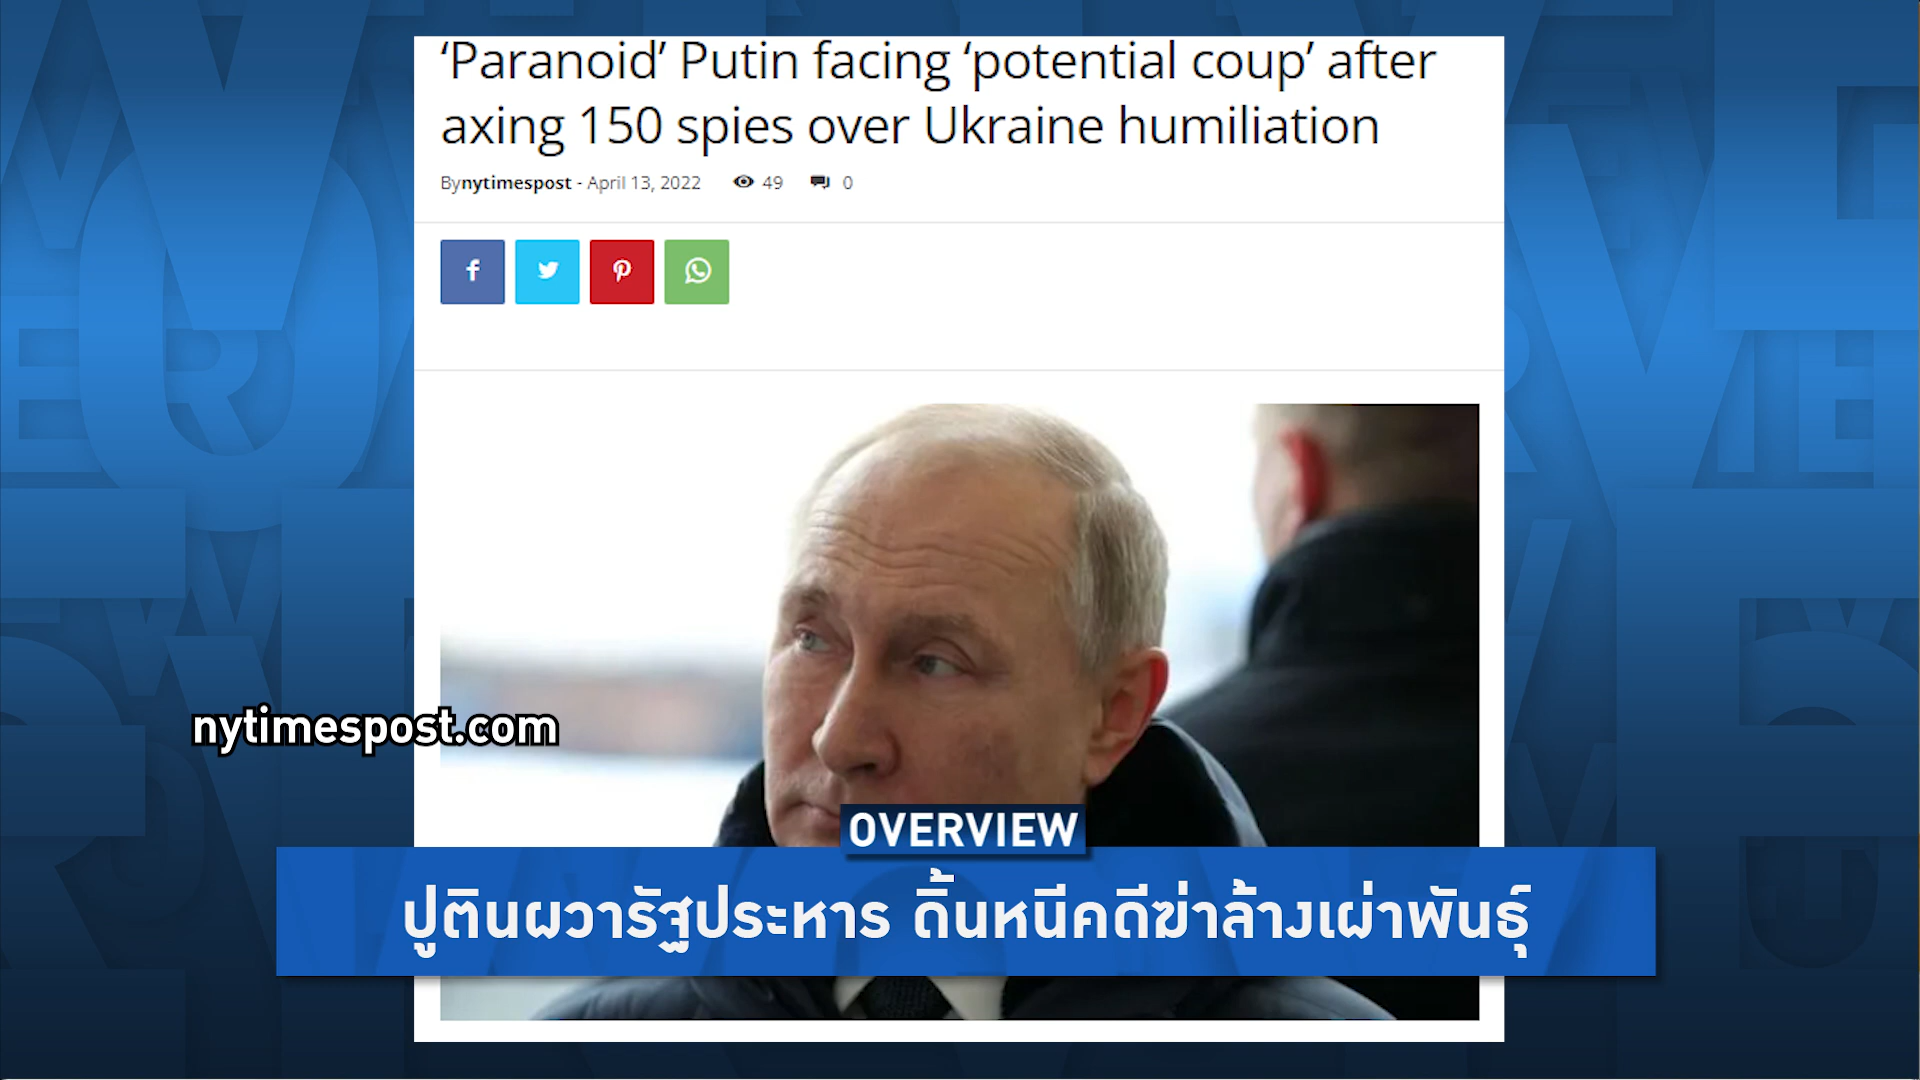 ‘Paranoid’ Putin facing ‘potential coup’ after
axing 150 spies over Ukraine humiliation
Bynytimespost - April 13, 2022 49 0
nytimespost.com
OVERVIEW
ปูตินผวารัฐประหาร ดิ้นหนีคดีฆ่าล้างเผ่าพันธุ์